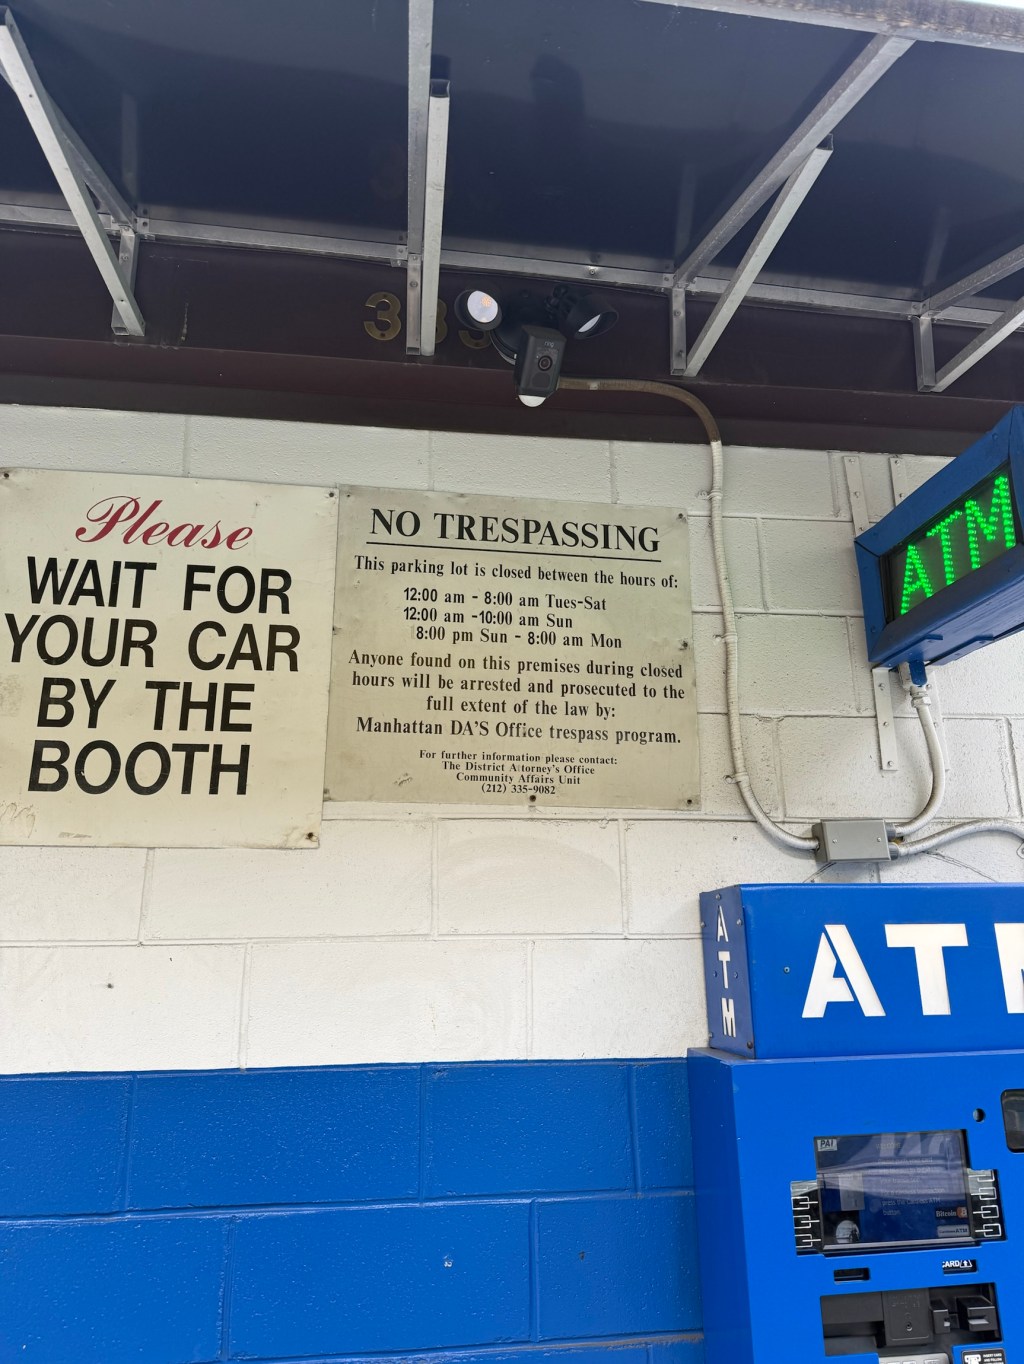 Please
WAIT FOR
YOUR CAR
BY THE
BOOTH
NO TRESPASSING
This parking lot is closed between the hours of:
12:00 am - 8:00 am Tues-Sat
12:00 am -10:00 am Sun
8:00 pm Sun - 8:00 am Mon
Anyone found on this premises during closed
hours will be arrested and prosecuted to the
full extent of the law by:
Manhattan DA'S Office trespass program.
For further information please contact:
The District Attorney's Office
Community Affairs Unit
(212) 335-9082
ATM
ATM
AT
Bitcoin
CARD